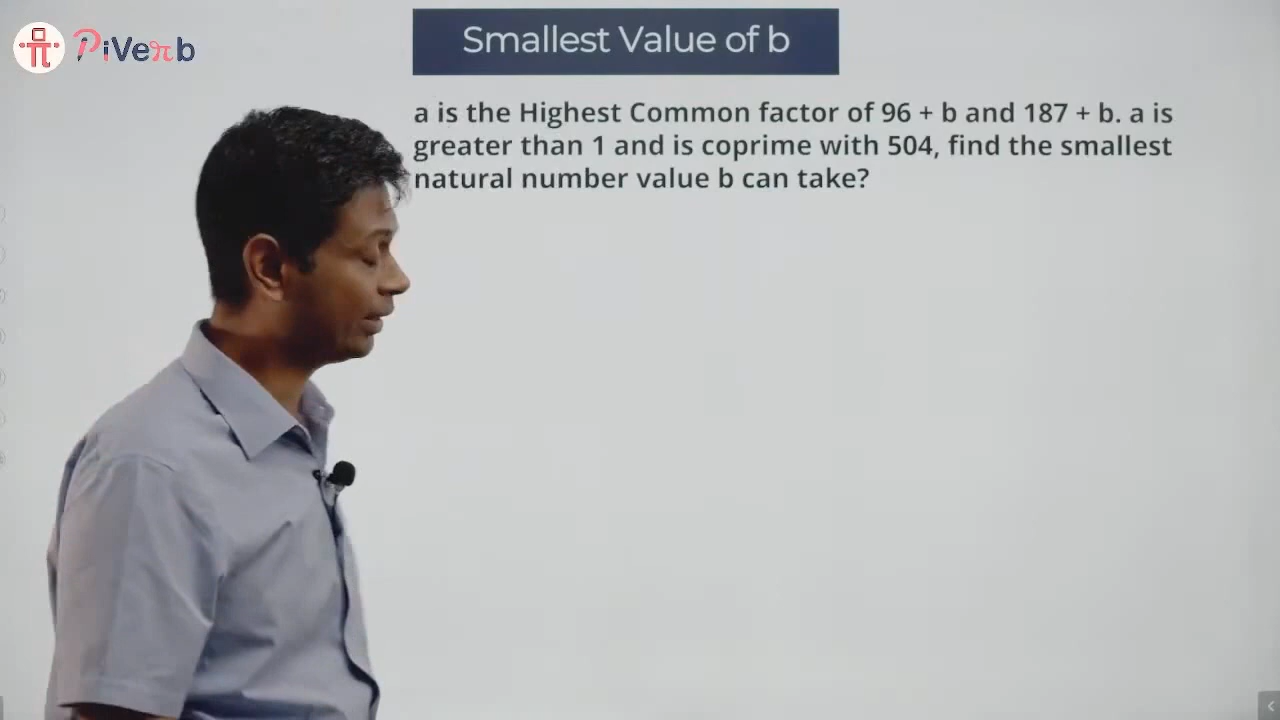 PiVerb
Smallest Value of b
a is the Highest Common factor of 96 + b and 187 + b. a is
greater than 1 and is coprime with 504, find the smallest
natural number value b can take?